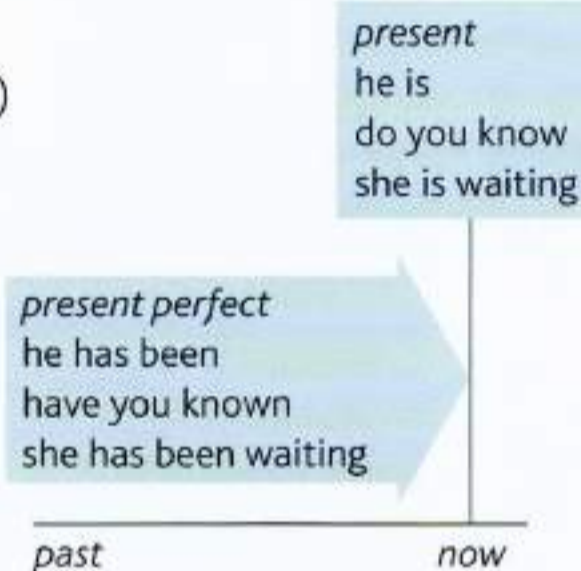 )
present
he is
do you know
she is waiting
present perfect
he has been
have you known
she has been waiting
past now